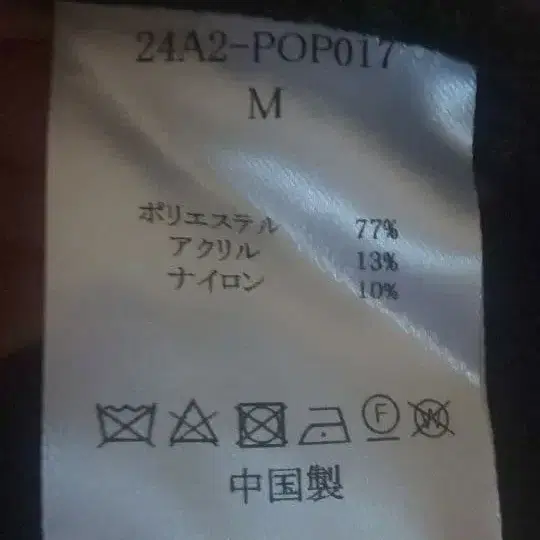 24A2-POP017
M
ポリエステル 77%
アクリル 13%
ナイロン 10%
F W
中国製